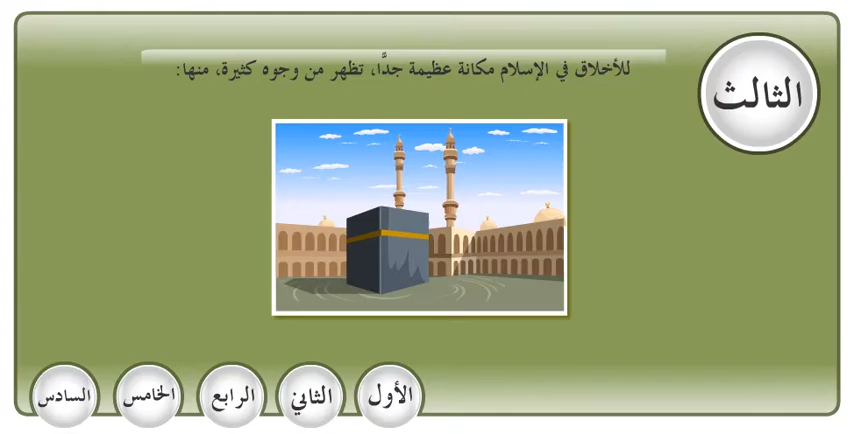 الثالث
للأخلاق في الإسلام مكانة عظيمة جدًّا، تظهر من وجوه كثيرة، منها:
الأول
الثاني
الرابع
الخامس
السادس